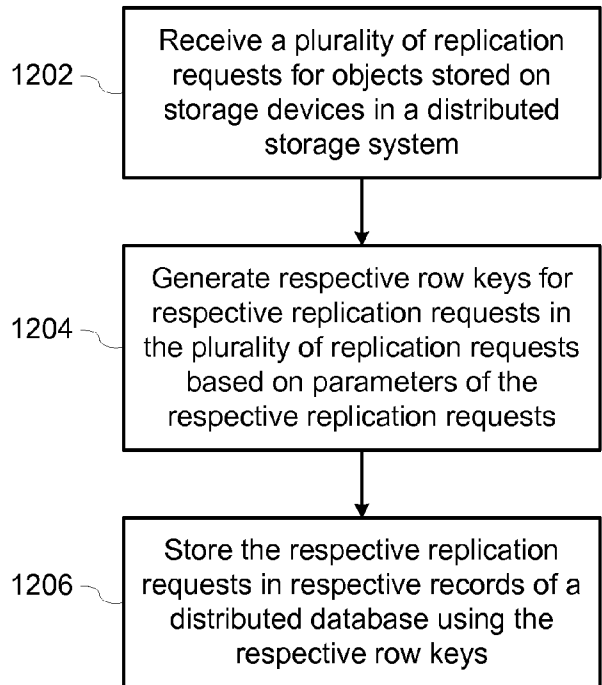 Receive a plurality of replication
1202
requests for objects stored on
storage devices in a distributed
storage system
Generate respective row keys for
respective replication requests in
1204
the plurality of replication requests
based on parameters of the
respective replication requests
Store the respective replication
1206
requests in respective records of a
distributed database using the
respective row keys